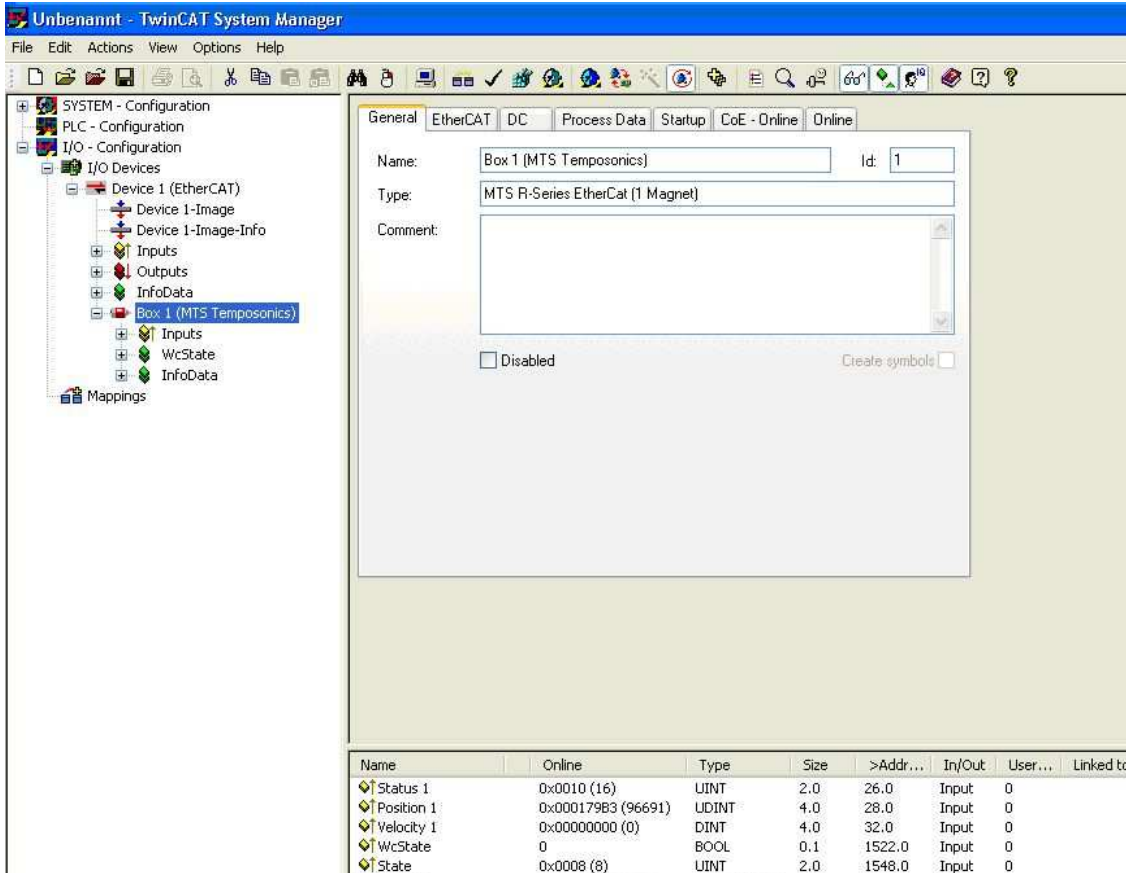 Unbenannt - TwinCAT System Manager
File Edit Actions View Options Help
SYSTEM - Configuration
PLC - Configuration
I/O - Configuration
I/O Devices
Device 1 (EtherCAT)
Device 1-Image
Device 1-Image-Info
Inputs
Outputs
InfoData
Box 1 (MTS Temposonics)
Inputs
WcState
InfoData
Mappings
General EtherCAT DC Process Data Startup CoE - Online Online
Name: Box 1 (MTS Temposonics) Id: 1
Type: MTS R-Series EtherCat (1 Magnet)
Comment:
Disabled Create symbols
Name Online Type Size >Addr... In/Out User... Linked to
Status 1 0x0010 (16) UINT 2.0 26.0 Input 0
Position 1 0x000179B3 (96691) UDINT 4.0 28.0 Input 0
Velocity 1 0x00000000 (0) DINT 4.0 32.0 Input 0
WcState 0 BOOL 0.1 1522.0 Input 0
State 0x0008 (8) UINT 2.0 1548.0 Input 0